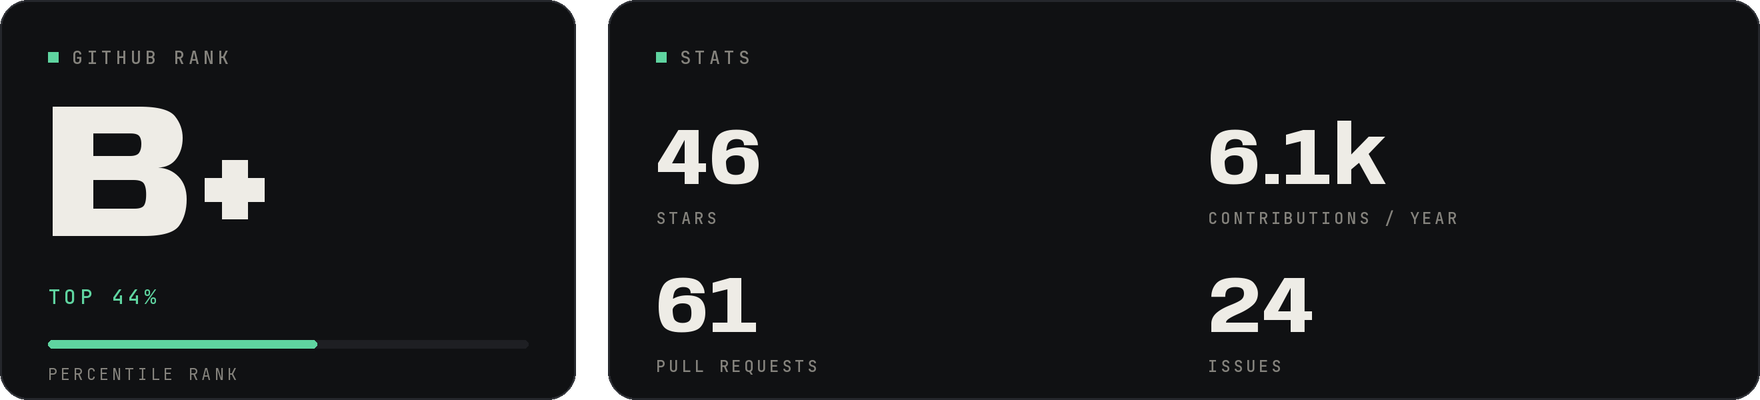 GITHUB RANK
B+
TOP 44%
PERCENTILE RANK
STATS
46
STARS
6.1k
CONTRIBUTIONS / YEAR
61
PULL REQUESTS
24
ISSUES